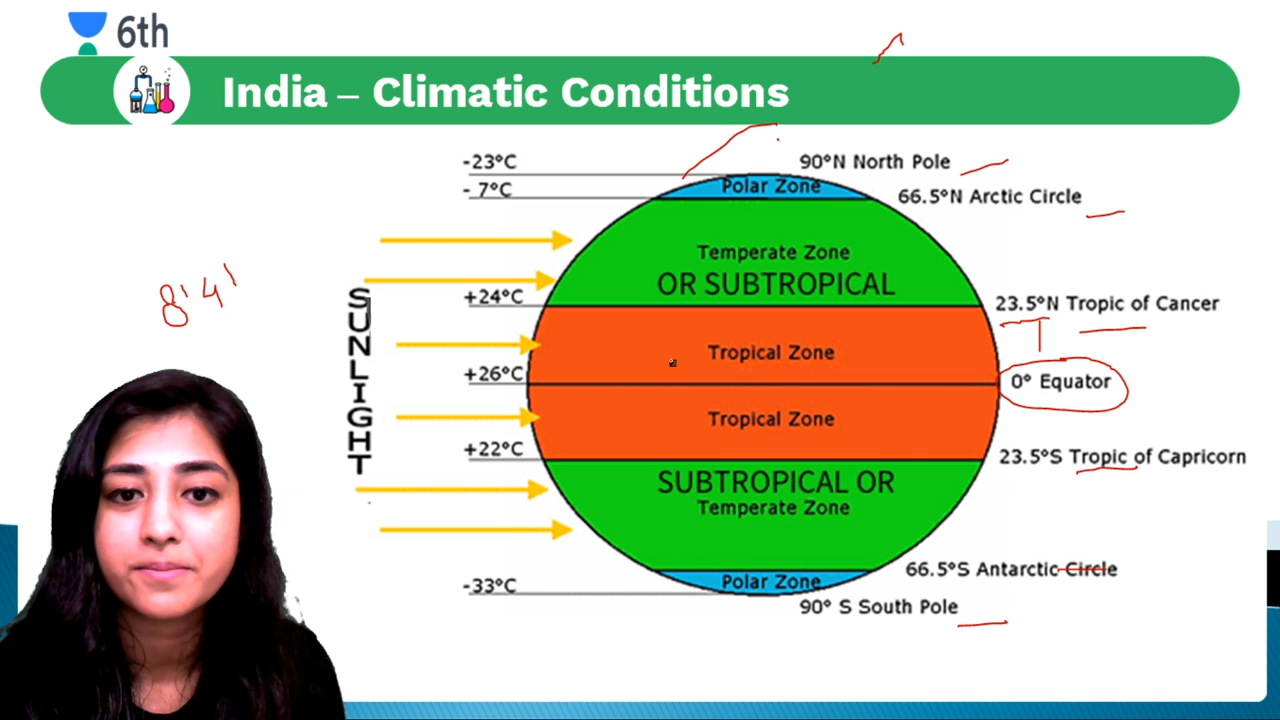 6th
India – Climatic Conditions
-23°C
90°N North Pole
- 7°C
Polar Zone
66.5°N Arctic Circle
Temperate Zone
OR SUBTROPICAL
+24°C
23.5°N Tropic of Cancer
8'4'
SUNLIGHT
Tropical Zone
+26°C
0° Equator
Tropical Zone
+22°C
23.5°S Tropic of Capricorn
SUBTROPICAL OR
Temperate Zone
66.5°S Antarctic Circle
-33°C
Polar Zone
90° S South Pole